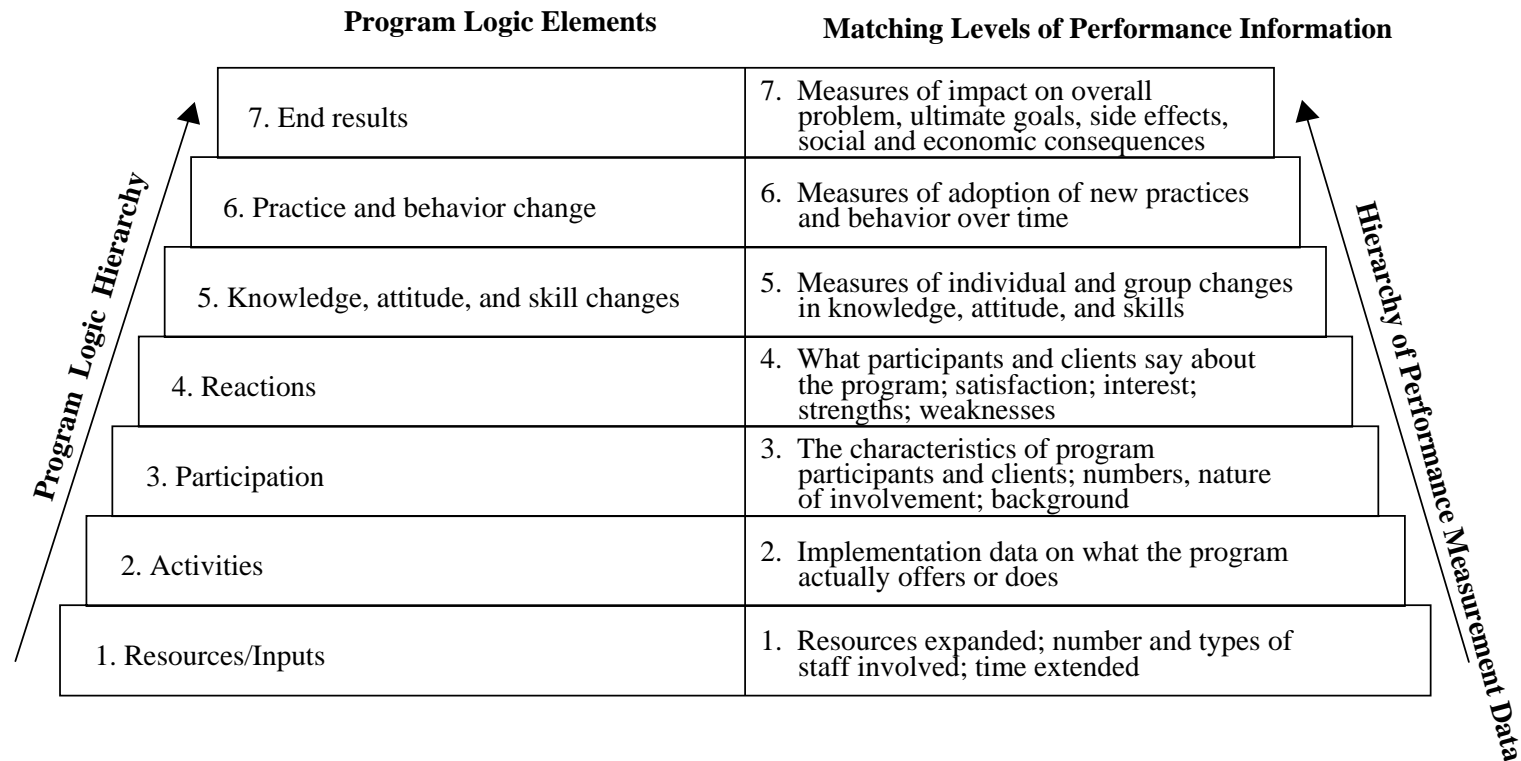 Program Logic Elements
Matching Levels of Performance Information
7. End results
7. Measures of impact on overall
problem, ultimate goals, side effects,
social and economic consequences
6. Practice and behavior change
6. Measures of adoption of new practices
and behavior over time
5. Knowledge, attitude, and skill changes
5. Measures of individual and group changes
in knowledge, attitude, and skills
4. Reactions
4. What participants and clients say about
the program; satisfaction; interest;
strengths; weaknesses
3. Participation
3. The characteristics of program
participants and clients; numbers, nature
of involvement; background
2. Activities
2. Implementation data on what the program
actually offers or does
1. Resources/Inputs
1. Resources expanded; number and types of
staff involved; time extended
Program Logic Hierarchy
Hierarchy of Performance Measurement Data